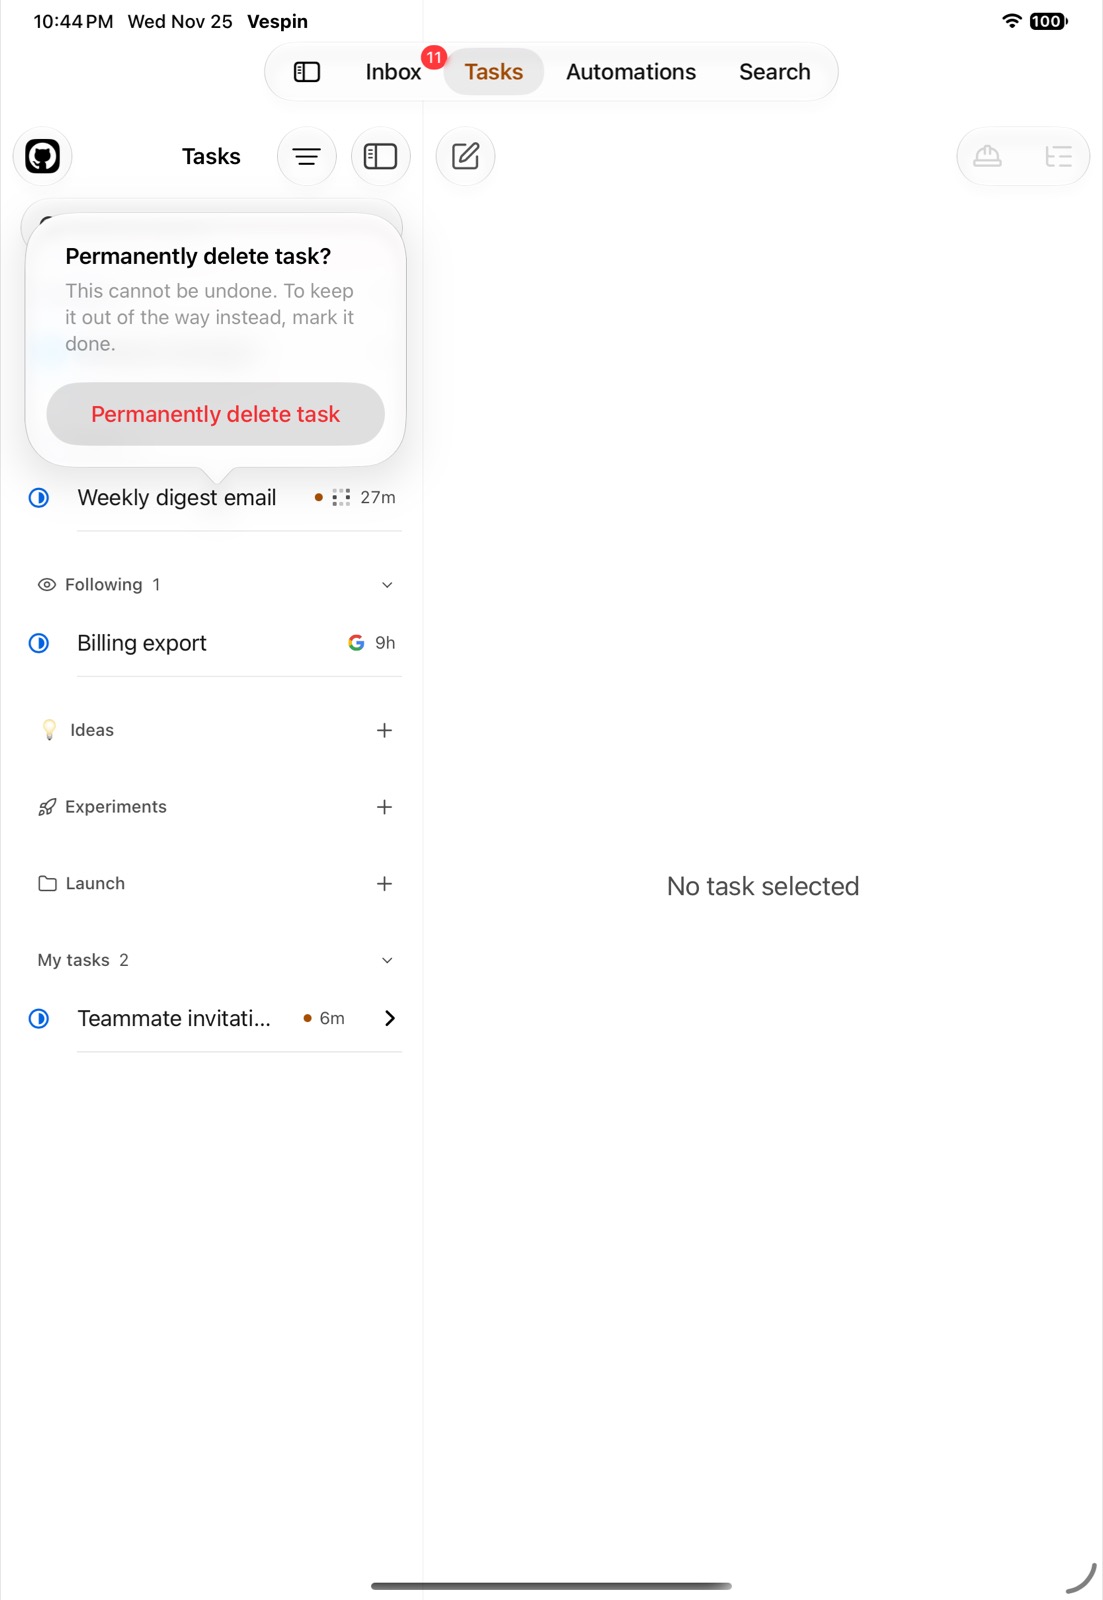 10:44 PM Wed Nov 25 Vespin
100
Inbox 11 Tasks Automations Search
Tasks
Permanently delete task?
This cannot be undone. To keep
it out of the way instead, mark it
done.
Permanently delete task
Weekly digest email 27m
Following 1
Billing export 9h
Ideas
Experiments
Launch
No task selected
My tasks 2
Teammate invitati... 6m